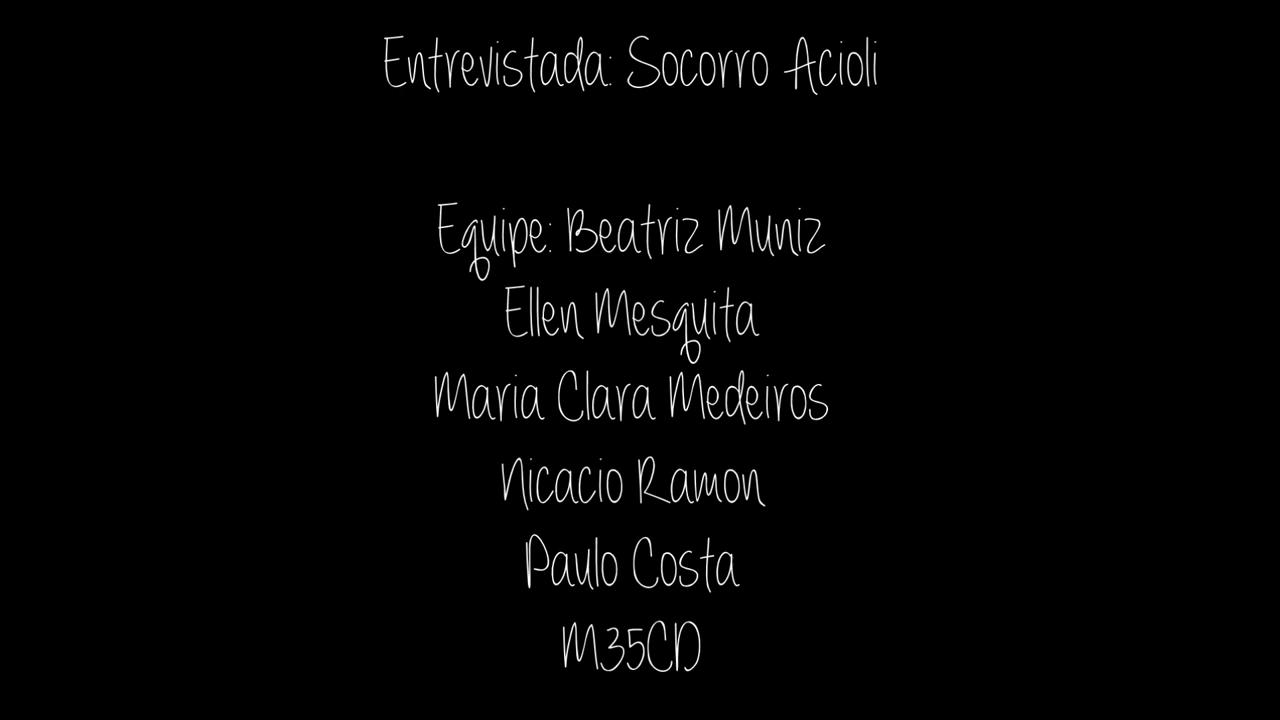 Entrevistada: Socorro Acioli
Equipe: Beatriz Muniz
Ellen Mesquita
Maria Clara Medeiros
Nicacio Ramon
Paulo Costa
M35CD